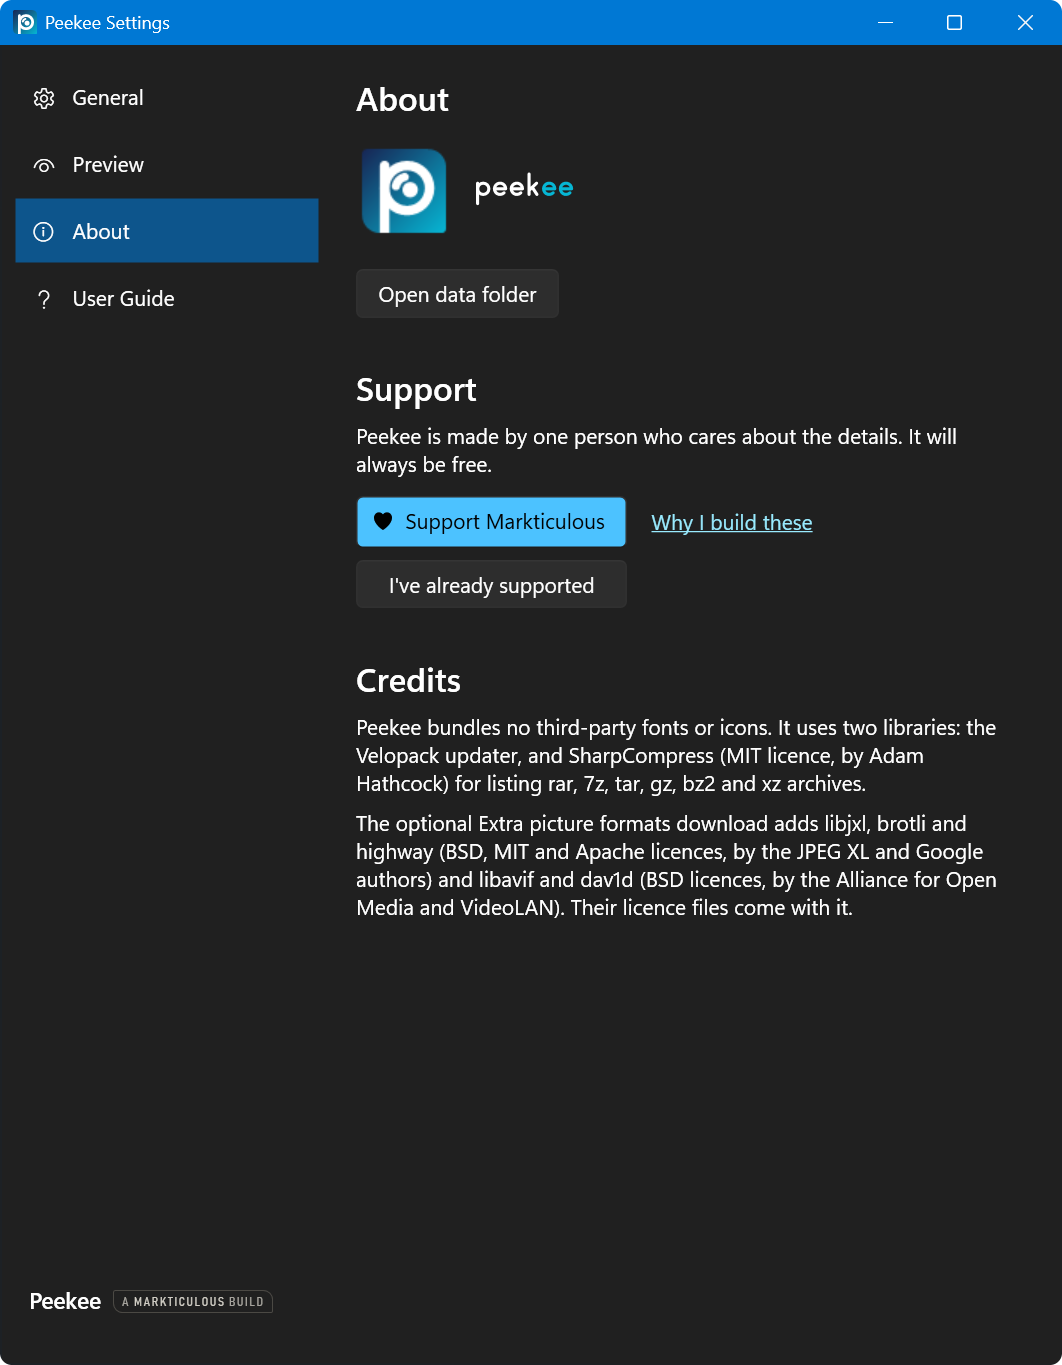 Peekee Settings
General
Preview
About
User Guide
About
peekee
Open data folder
Support
Peekee is made by one person who cares about the details. It will
always be free.
Support Markticulous
Why I build these
I've already supported
Credits
Peekee bundles no third-party fonts or icons. It uses two libraries: the
Velopack updater, and SharpCompress (MIT licence, by Adam
Hathcock) for listing rar, 7z, tar, gz, bz2 and xz archives.
The optional Extra picture formats download adds libjxl, brotli and
highway (BSD, MIT and Apache licences, by the JPEG XL and Google
authors) and libavif and dav1d (BSD licences, by the Alliance for Open
Media and VideoLAN). Their licence files come with it.
Peekee
A MARKTICULOUS BUILD